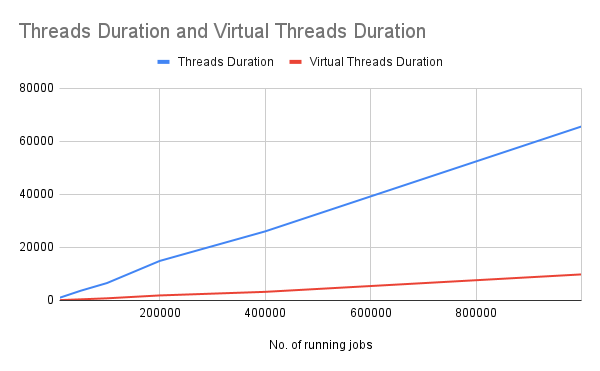 Threads Duration and Virtual Threads Duration
Threads Duration Virtual Threads Duration
80000
60000
40000
20000
0
200000 400000 600000 800000
No. of running jobs